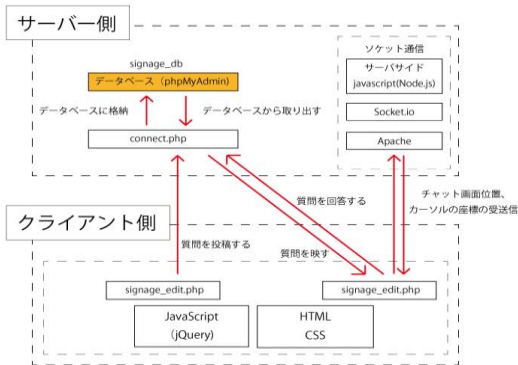 サーバー側
signage_db
データベース（phpMyAdmin）
データベースに格納
データベースから取り出す
connect.php
ソケット通信
サーバサイド
javascript(Node.js)
Socket.io
Apache
質問を回答する
チャット画面位置、
カーソルの座標の受送信
クライアント側
質問を投稿する
質問を映す
signage_edit.php
signage_edit.php
JavaScript
（jQuery）
HTML
CSS